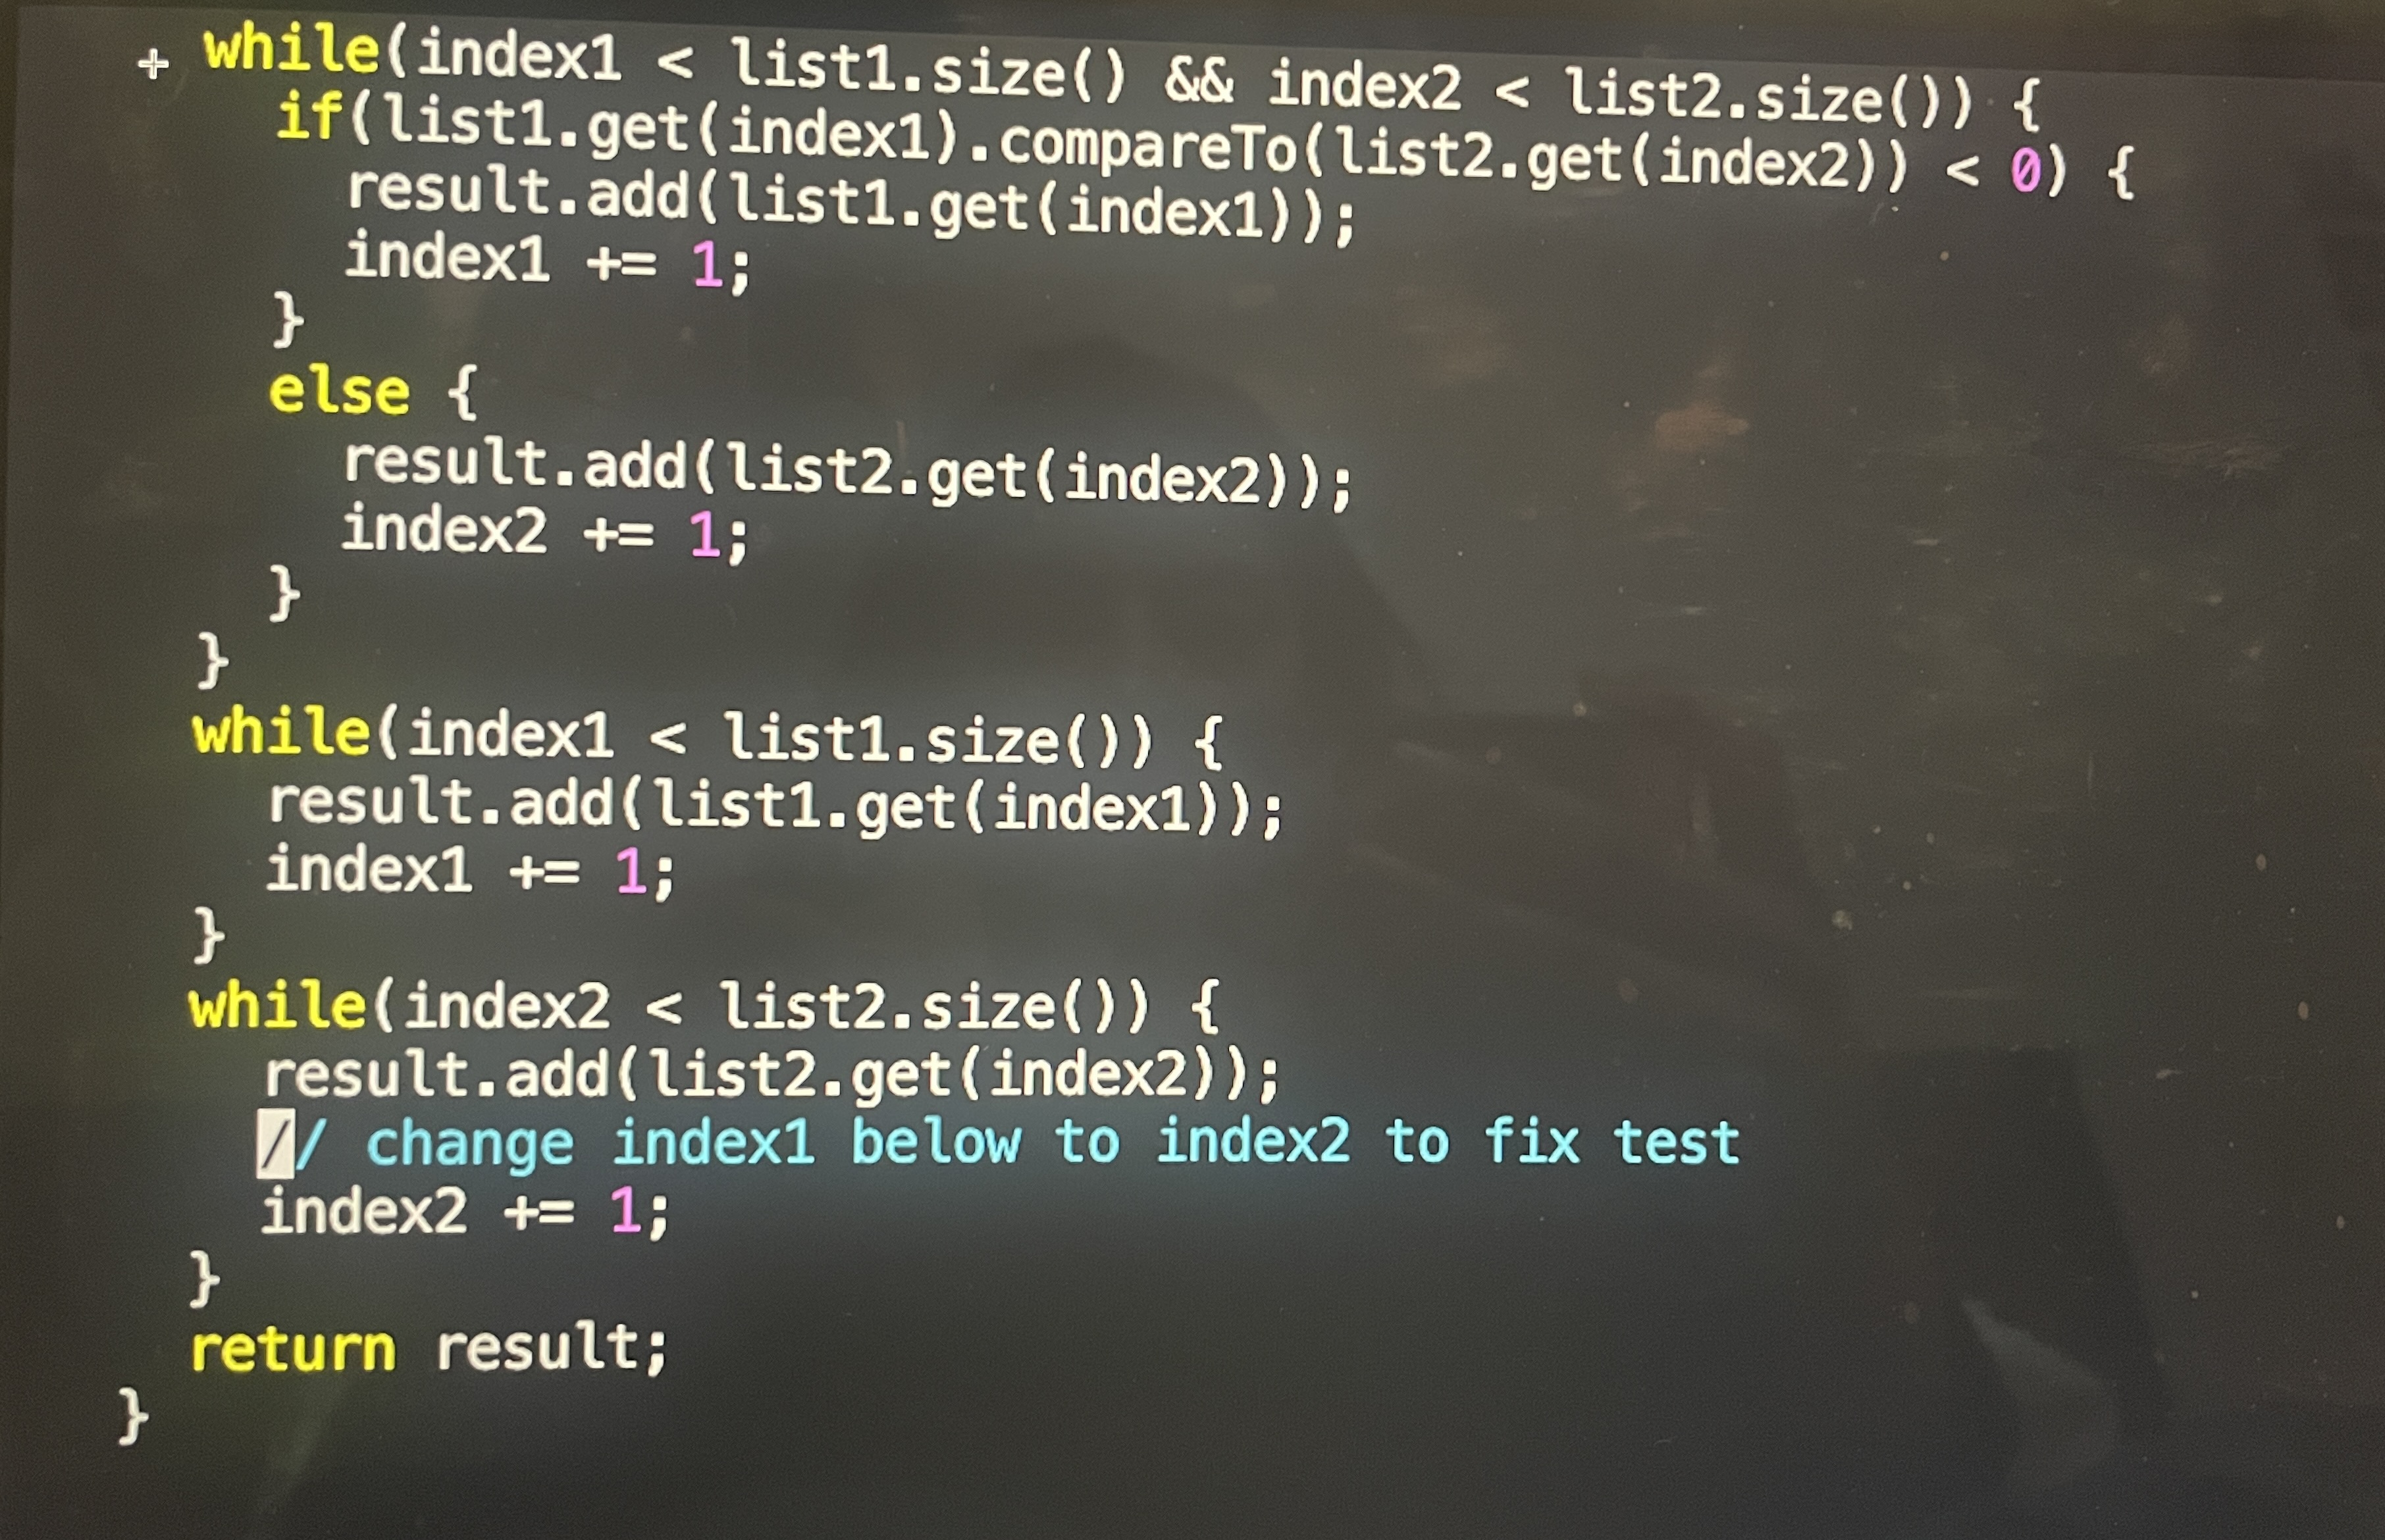 while(index1 < list1.size() && index2 < list2.size()) {
if(list1.get(index1).compareTo(list2.get(index2)) < 0) {
result.add(list1.get(index1));
index1 += 1;
}
else {
result.add(list2.get(index2));
index2 += 1;
}
}
while(index1 < list1.size()) {
result.add(list1.get(index1));
index1 += 1;
}
while(index2 < list2.size()) {
result.add(list2.get(index2));
// change index1 below to index2 to fix test
index2 += 1;
}
return result;
}